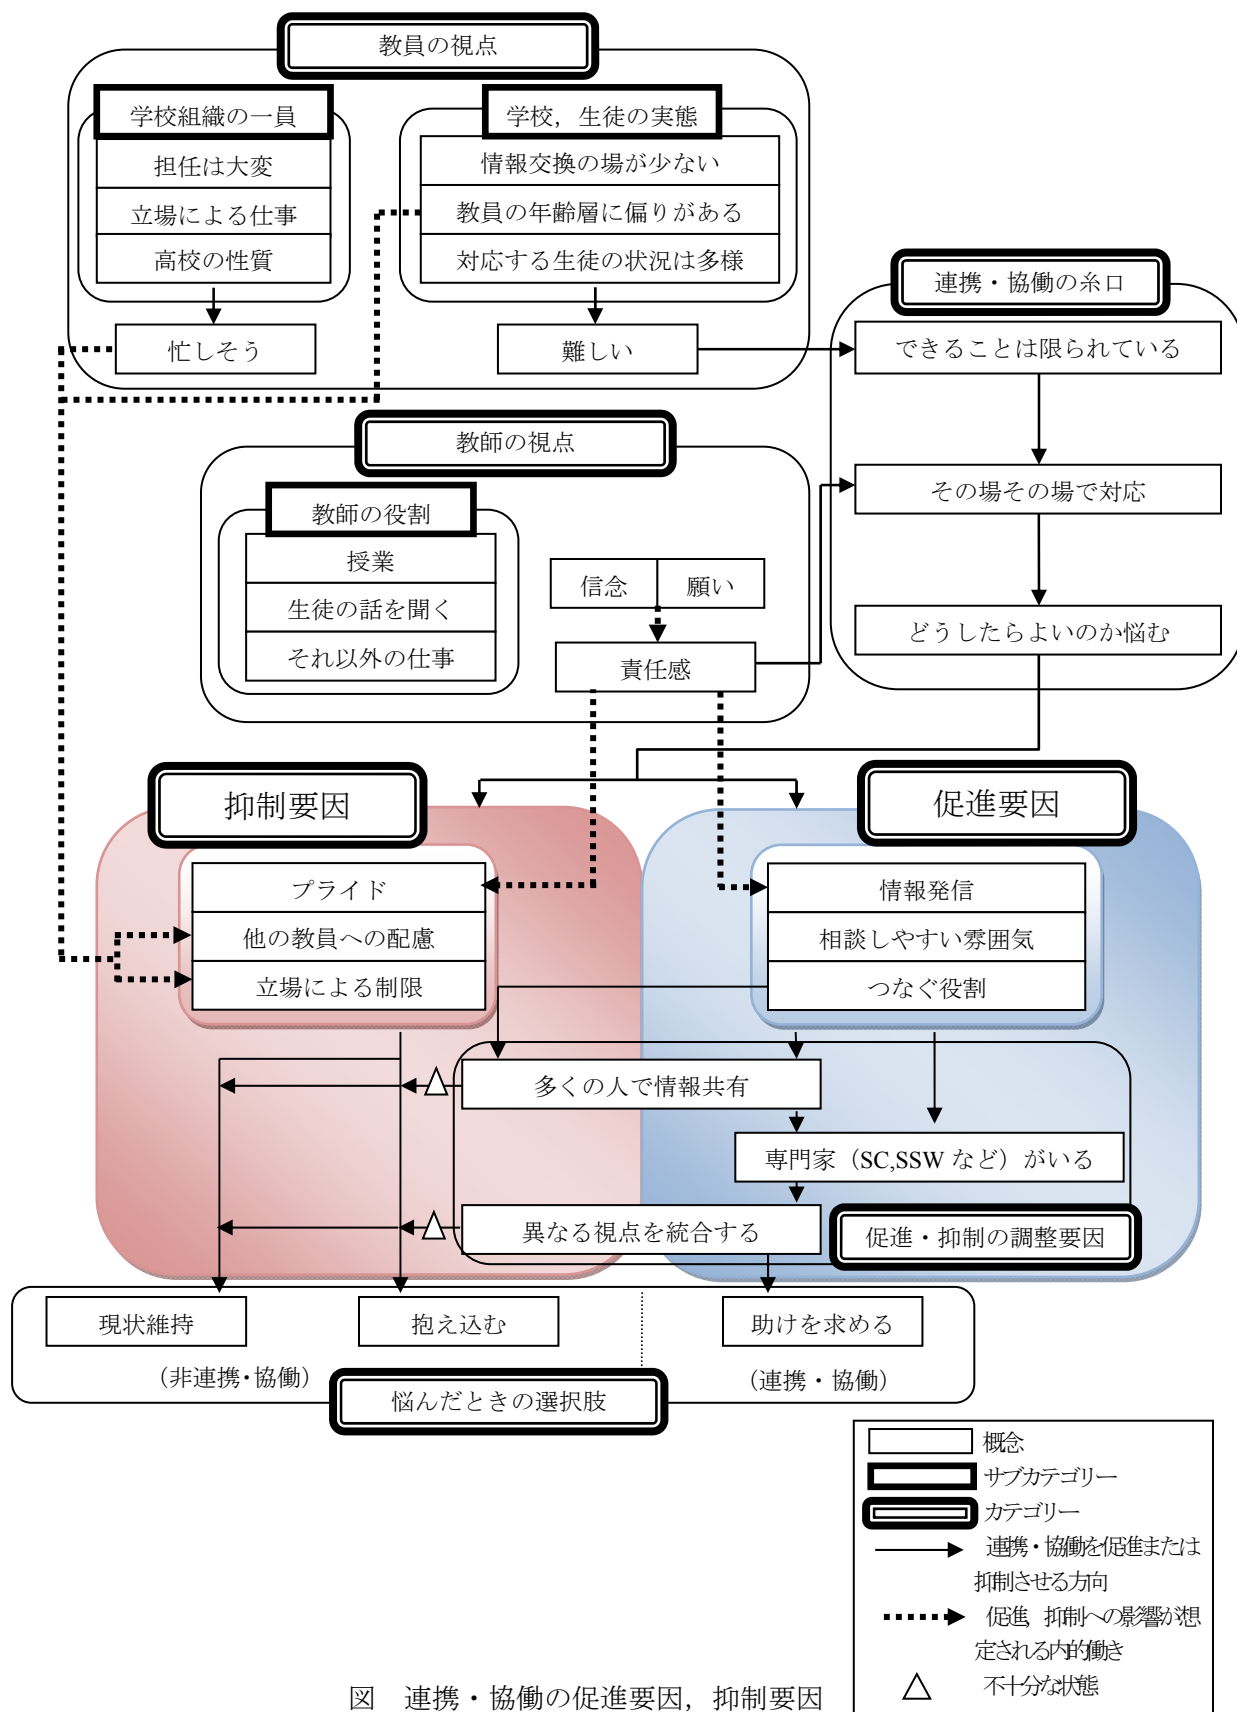 教員の視点
学校組織の一員
担任は大変
立場による仕事
高校の性質
忙しそう
学校，生徒の実態
情報交換の場が少ない
教員の年齢層に偏りがある
対応する生徒の状況は多様
難しい
連携・協働の糸口
できることは限られている
その場その場で対応
どうしたらよいのか悩む
教師の視点
教師の役割
授業
生徒の話を聞く
それ以外の仕事
信念
願い
責任感
抑制要因
プライド
他の教員への配慮
立場による制限
促進要因
情報発信
相談しやすい雰囲気
つなぐ役割
多くの人で情報共有
専門家（SC,SSW など）がいる
異なる視点を統合する
促進・抑制の調整要因
現状維持
抱え込む
助けを求める
（非連携・協働）
（連携・協働）
悩んだときの選択肢
概念
サブカテゴリー
カテゴリー
連携・協働を促進または
抑制させる方向
促進，抑制への影響が想
定される内的働き
不十分な状態
図　連携・協働の促進要因，抑制要因